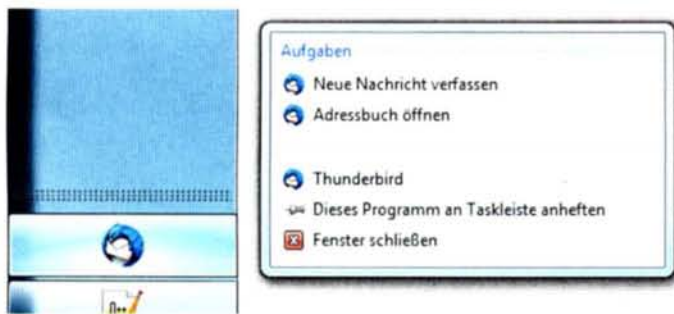 Aufgaben
Neue Nachricht verfassen
Adressbuch öffnen
Thunderbird
Dieses Programm an Taskleiste anheften
Fenster schließen
n++